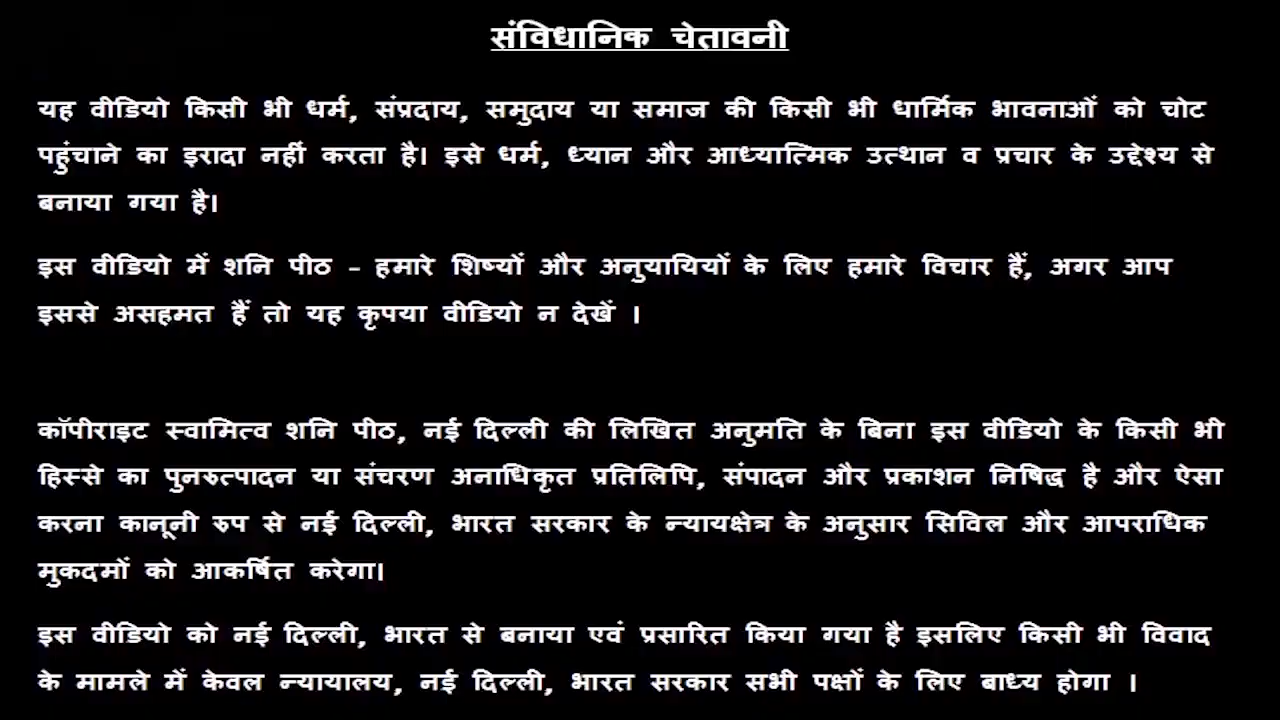 संविधानिक चेतावनी
यह वीडियो किसी भी धर्म, संप्रदाय, समुदाय या समाज की किसी भी धार्मिक भावनाओं को चोट
पहुंचाने का इरादा नहीं करता है। इसे धर्म, ध्यान और आध्यात्मिक उत्थान व प्रचार के उद्देश्य से
बनाया गया है।
इस वीडियो में शनि पीठ – हमारे शिष्यों और अनुयायियों के लिए हमारे विचार हैं, अगर आप
इससे असहमत हैं तो यह कृपया वीडियो न देखें ।
कॉपीराइट स्वामित्व शनि पीठ, नई दिल्ली की लिखित अनुमति के बिना इस वीडियो के किसी भी
हिस्से का पुनरुत्पादन या संचरण अनाधिकृत प्रतिलिपि, संपादन और प्रकाशन निषिद्ध है और ऐसा
करना कानूनी रुप से नई दिल्ली, भारत सरकार के न्यायक्षेत्र के अनुसार सिविल और आपराधिक
मुकदमों को आकर्षित करेगा।
इस वीडियो को नई दिल्ली, भारत से बनाया एवं प्रसारित किया गया है इसलिए किसी भी विवाद
के मामले में केवल न्यायालय, नई दिल्ली, भारत सरकार सभी पक्षों के लिए बाध्य होगा ।